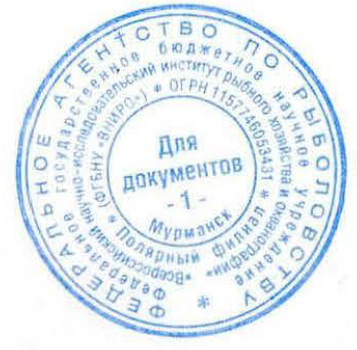 ФЕДЕРАЛЬНОЕ АГЕНТСТВО ПО РЫБОЛОВСТВУ *
Федеральное государственное бюджетное научное учреждение
"Всероссийский научно-исследовательский институт рыбного хозяйства и океанографии"
(ФГБНУ «ВНИРО») * ОГРН 1157746053431 *
Полярный филиал *
Для
документов
- 1 -
Мурманск